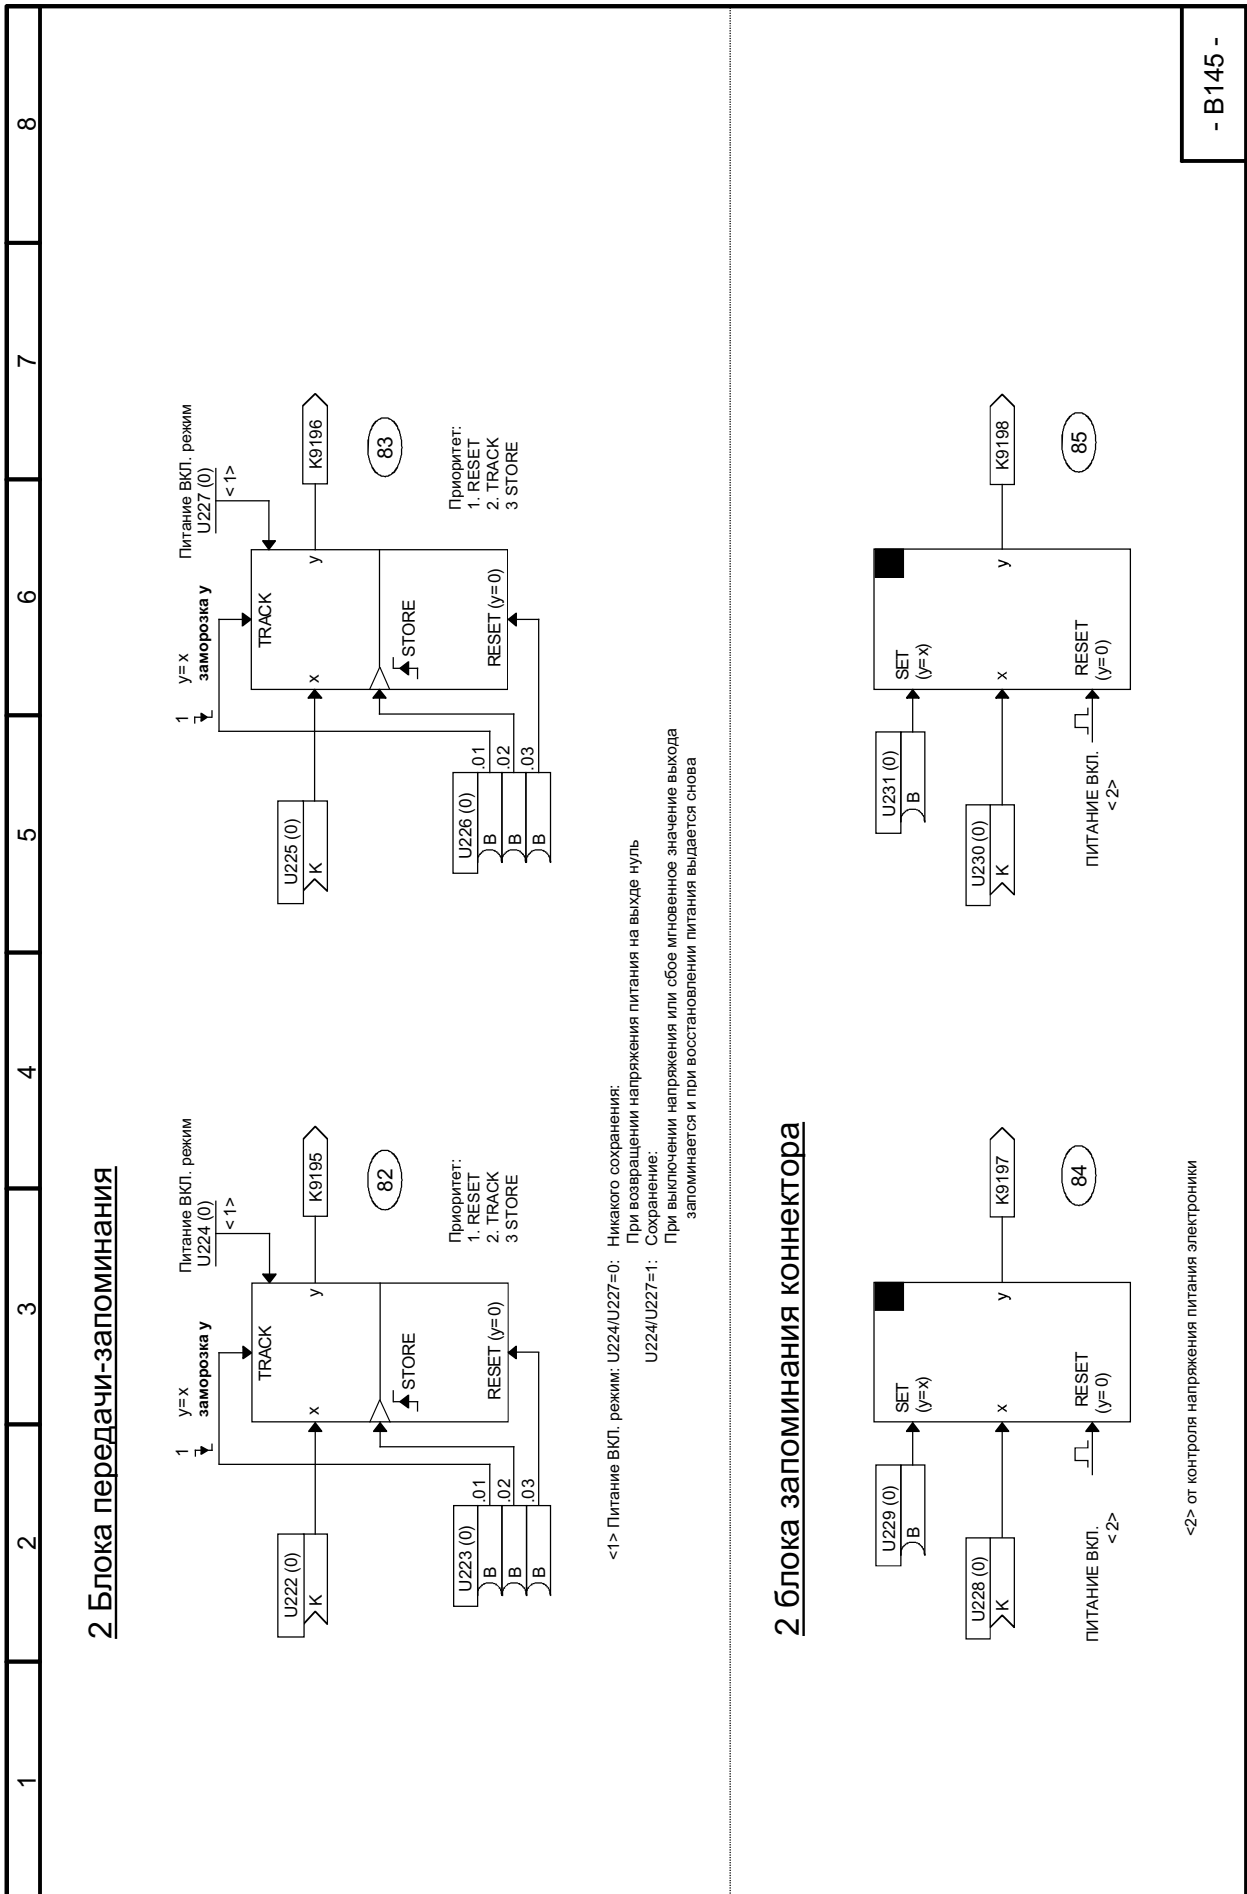 1 2 3 4 5 6 7 8
2 Блока передачи-запоминания
1
y= x
заморозка y
Питание ВКЛ. режим
U224 (0)
<1>
U222 (0)
K
TRACK
x
y
K9195
82
STORE
RESET (y=0)
U223 (0)
B .01
B .02
B .03
Приоритет:
1. RESET
2. TRACK
3 STORE
1
y= x
заморозка y
Питание ВКЛ. режим
U227 (0)
<1>
U225 (0)
K
TRACK
x
y
K9196
83
STORE
RESET (y=0)
U226 (0)
B .01
B .02
B .03
Приоритет:
1. RESET
2. TRACK
3 STORE
<1> Питание ВКЛ. режим: U224/U227=0: Никакого сохранения:
При возвращении напряжения питания на выхде нуль
U224/U227=1: Сохранение:
При выключении напряжения или сбое мгновенное значение выхода
запоминается и при восстановлении питания выдается снова
2 блока запоминания коннектора
U229 (0)
B
SET
(y=x)
U228 (0)
K
x
y
K9197
84
ПИТАНИЕ ВКЛ.
<2>
RESET
(y=0)
U231 (0)
B
SET
(y=x)
U230 (0)
K
x
y
K9198
85
ПИТАНИЕ ВКЛ.
<2>
RESET
(y=0)
<2> от контроля напряжения питания электроники
- B145 -